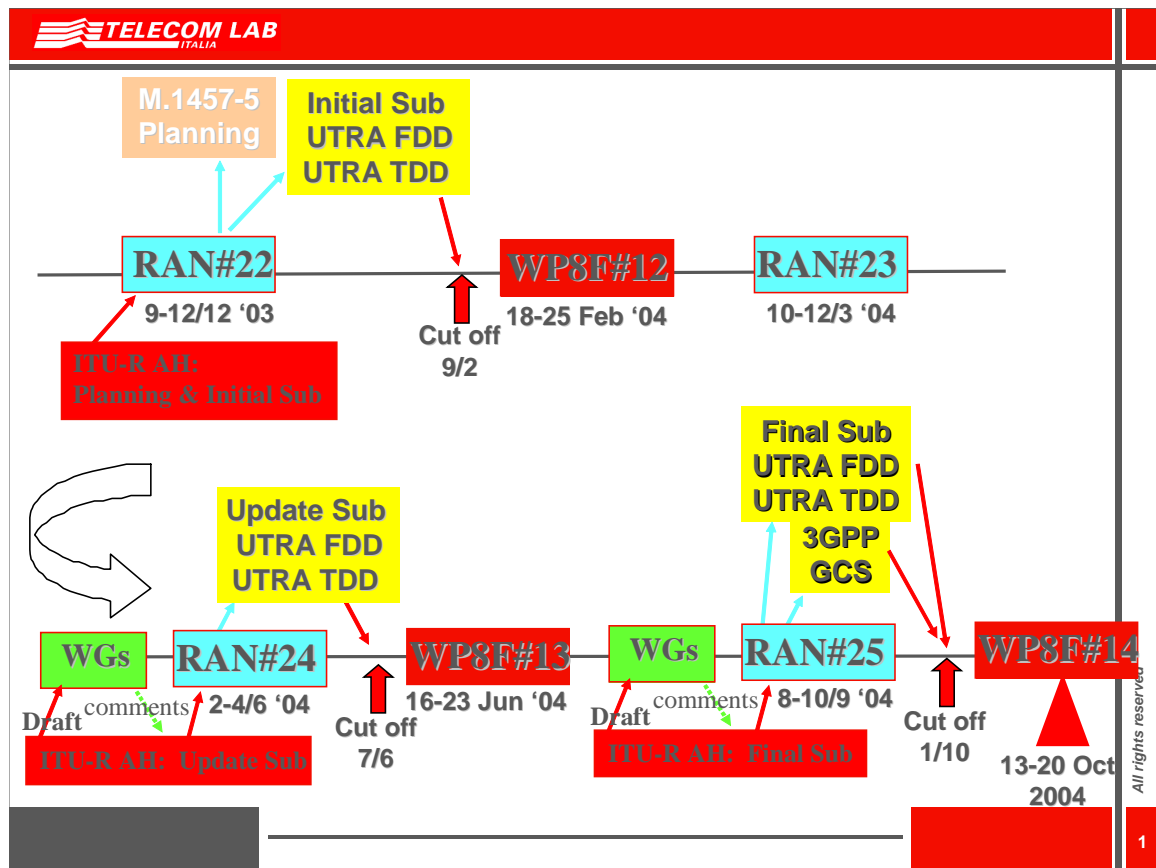 TELECOM LAB
ITALIA
M.1457-5
Planning
Initial Sub
UTRA FDD
UTRA TDD
RAN#22
WP8F#12
RAN#23
9-12/12 ‘03
18-25 Feb ‘04
10-12/3 ‘04
Cut off
9/2
ITU-R AH:
Planning & Initial Sub
Final Sub
UTRA FDD
UTRA TDD
3GPP
GCS
Update Sub
UTRA FDD
UTRA TDD
WGs
RAN#24
WP8F#13
WGs
RAN#25
WP8F#14
Draft
comments
2-4/6 ‘04
16-23 Jun ‘04
Draft
comments
8-10/9 ‘04
Cut off
7/6
Cut off
1/10
ITU-R AH: Update Sub
ITU-R AH: Final Sub
13-20 Oct
2004
All rights reserved
1